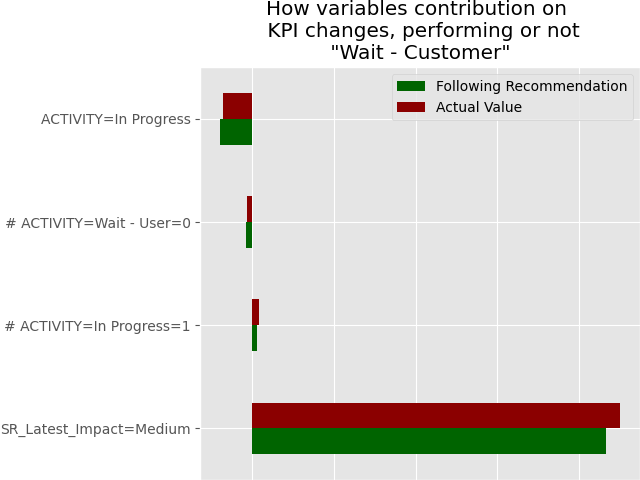 How variables contribution on
KPI changes, performing or not
"Wait - Customer"
Following Recommendation
Actual Value
ACTIVITY=In Progress
# ACTIVITY=Wait - User=0
# ACTIVITY=In Progress=1
SR_Latest_Impact=Medium